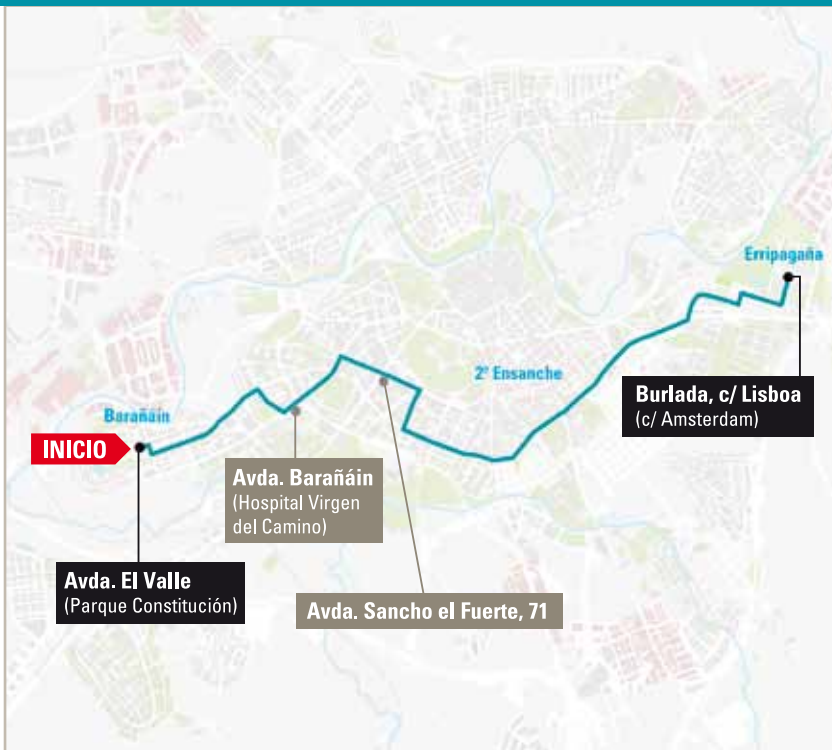 Erripagaña
2º Ensanche
Burlada, c/ Lisboa
(c/ Amsterdam)
Barañáin
INICIO
Avda. Barañáin
(Hospital Virgen
del Camino)
Avda. El Valle
(Parque Constitución)
Avda. Sancho el Fuerte, 71